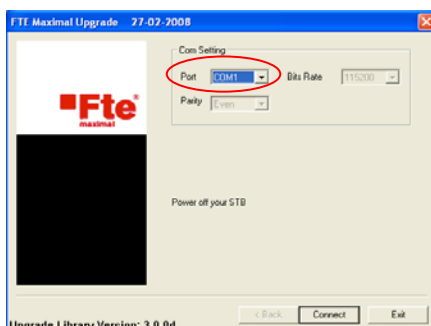 FTE Maximal Upgrade 27-02-2008
Com Setting
Port COM1 Bits Rate 115200
Parity Even
Fte
maximal
Power off your STB
< Back Connect Exit
Upgrade Library Version: 3.0.0d